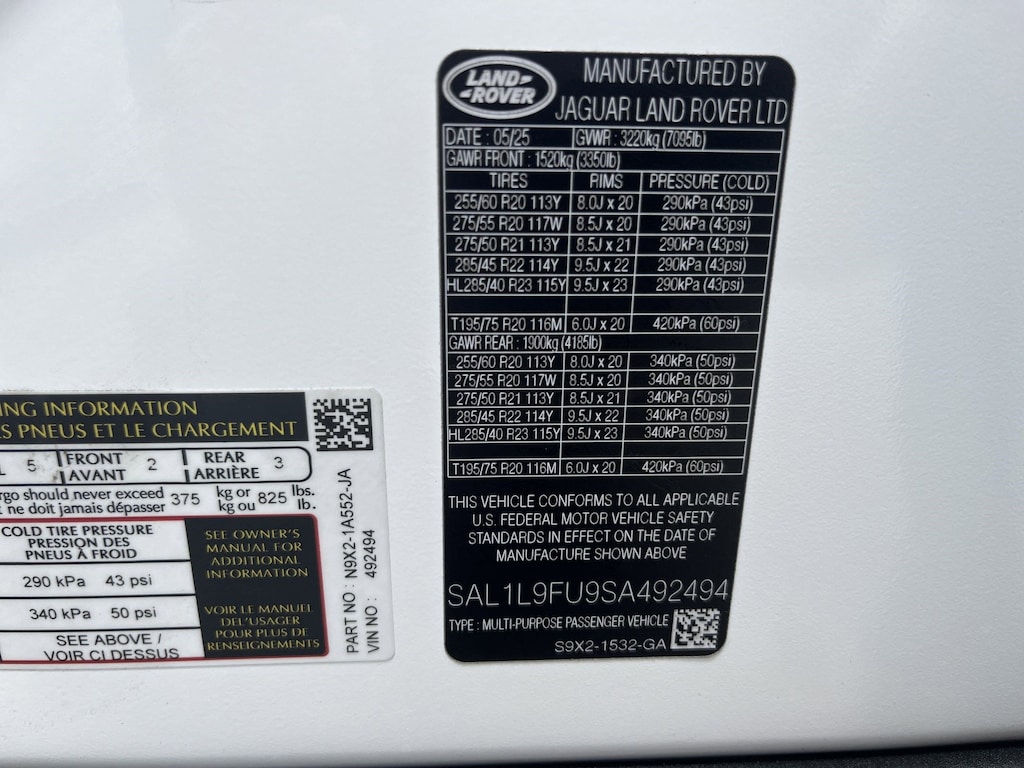 LAND-
-ROVER
MANUFACTURED BY
JAGUAR LAND ROVER LTD
DATE : 05/25 GVWR : 3220kg (7095lb)
GAWR FRONT : 1520kg (3350lb)
TIRES RIMS PRESSURE (COLD)
255/60 R20 113Y 8.0J x 20 290kPa (43psi)
275/55 R20 117W 8.5J x 20 290kPa (43psi)
275/50 R21 113Y 8.5J x 21 290kPa (43psi)
285/45 R22 114Y 9.5J x 22 290kPa (43psi)
HL285/40 R23 115Y 9.5J x 23 290kPa (43psi)
T195/75 R20 116M 6.0J x 20 420kPa (60psi)
GAWR REAR : 1900kg (4185lb)
255/60 R20 113Y 8.0J x 20 340kPa (50psi)
275/55 R20 117W 8.5J x 20 340kPa (50psi)
275/50 R21 113Y 8.5J x 21 340kPa (50psi)
285/45 R22 114Y 9.5J x 22 340kPa (50psi)
HL285/40 R23 115Y 9.5J x 23 340kPa (50psi)
T195/75 R20 116M 6.0J x 20 420kPa (60psi)
THIS VEHICLE CONFORMS TO ALL APPLICABLE
U.S. FEDERAL MOTOR VEHICLE SAFETY
STANDARDS IN EFFECT ON THE DATE OF
MANUFACTURE SHOWN ABOVE
SAL1L9FU9SA492494
TYPE : MULTI-PURPOSE PASSENGER VEHICLE
S9X2-1532-GA
ING INFORMATION
S PNEUS ET LE CHARGEMENT
L 5 FRONT 2 REAR 3
AVANT ARRIÈRE
rgo should never exceed 375 kg or 825 lbs.
t ne doit jamais dépasser kg ou lb.
COLD TIRE PRESSURE
PRESSION DES
PNEUS À FROID
290 kPa 43 psi
340 kPa 50 psi
SEE ABOVE /
VOIR CI DESSUS
SEE OWNER'S
MANUAL FOR
ADDITIONAL
INFORMATION
VOIR LE MANUEL
DEL'USAGER
POUR PLUS DE
RENSEIGNEMENTS
PART NO : N9X2-1A552-JA
VIN NO : 492494